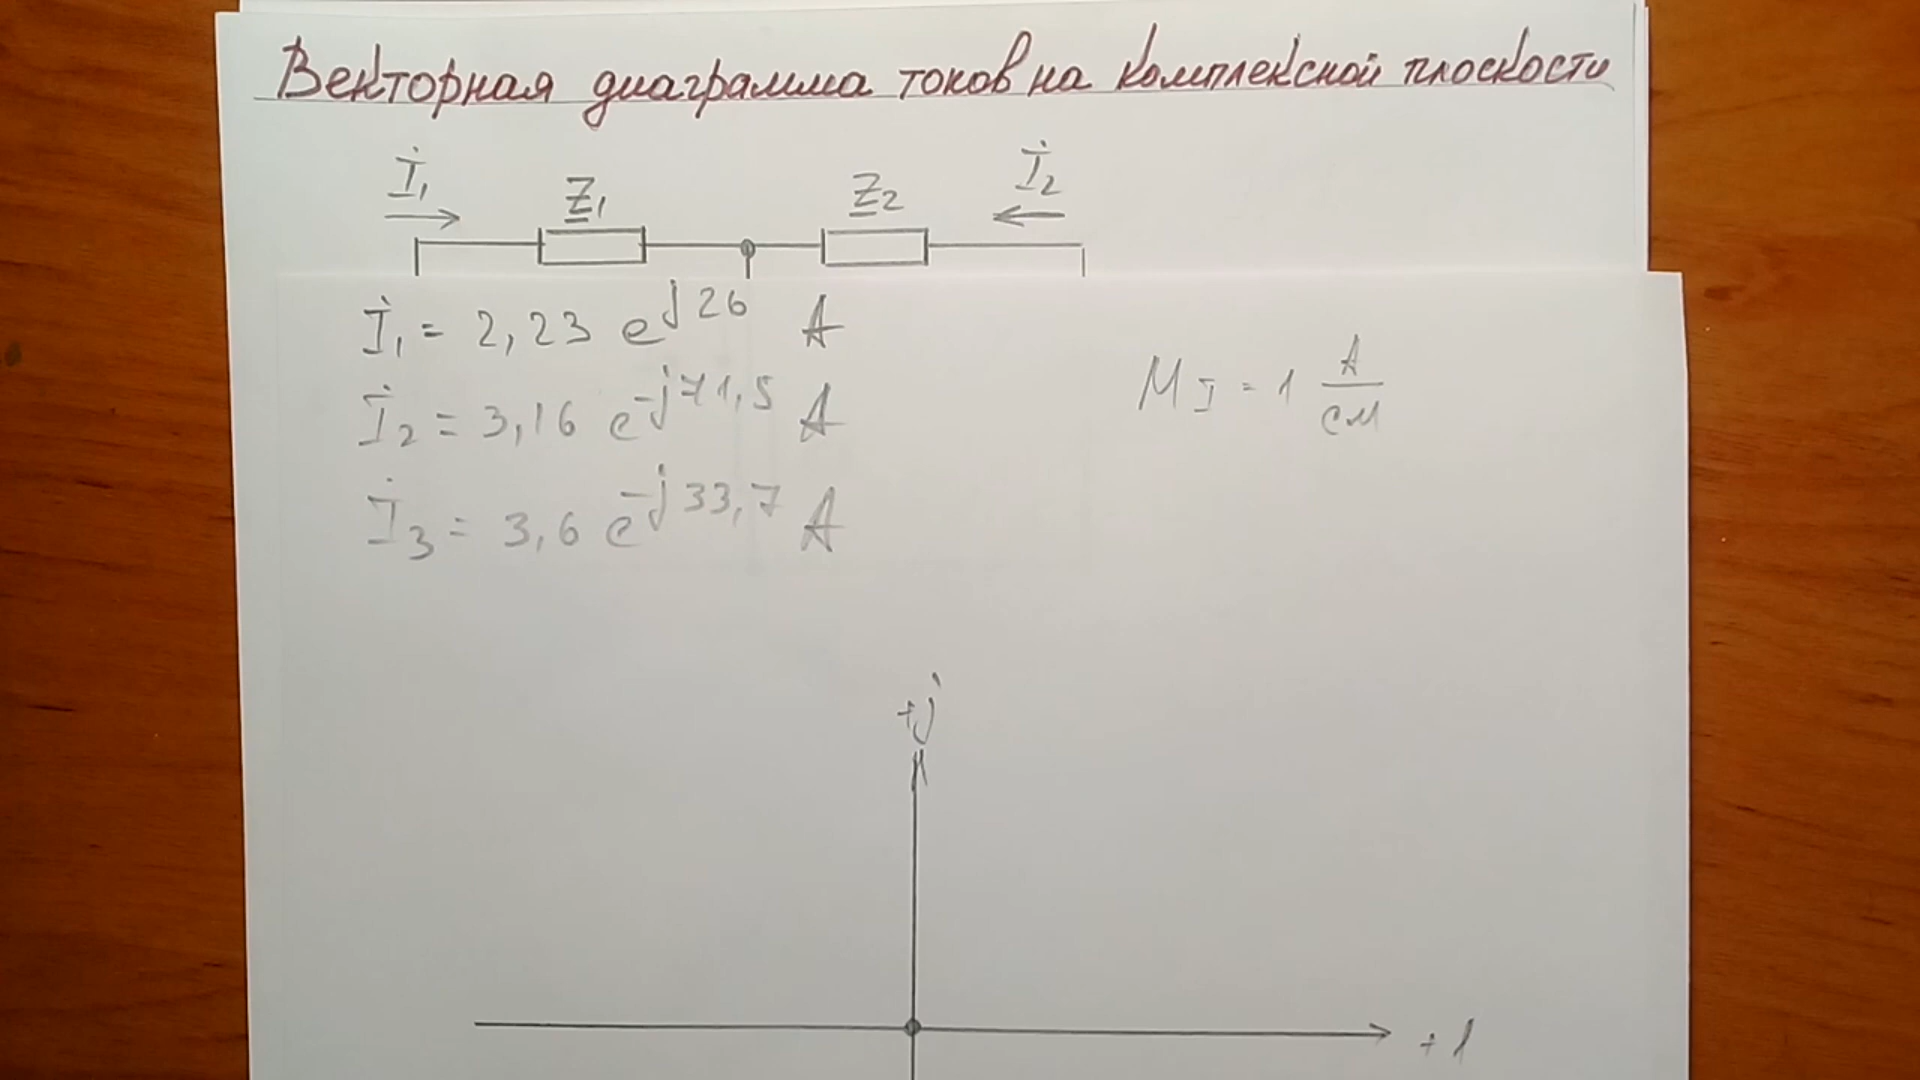 Векторная диаграмма токов на комплексной плоскости
İ₁ Z₁ Z₂ İ₂
İ₁ = 2,23 e^{j26} A
M_I = 1 А/см
İ₂ = 3,16 e^{-j71,5} A
İ₃ = 3,6 e^{-j33,7} A
+j
+1